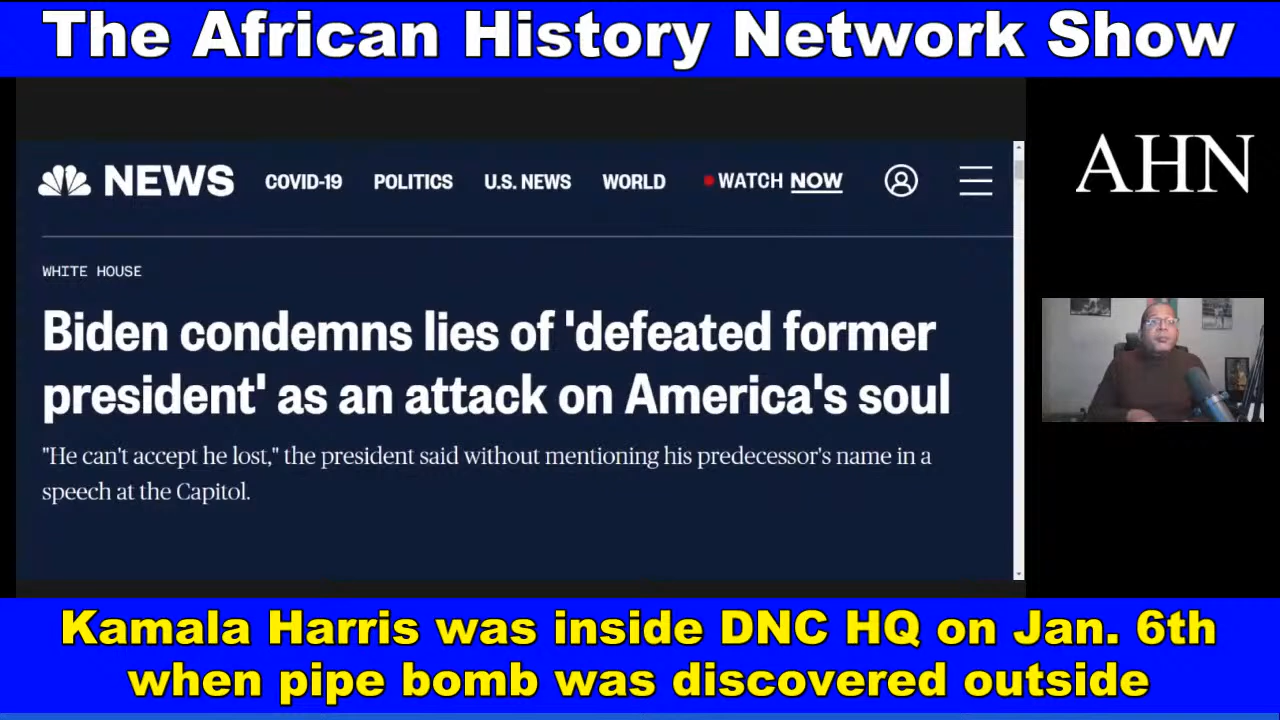 The African History Network Show
AHN
NEWS COVID-19 POLITICS U.S. NEWS WORLD WATCH NOW
WHITE HOUSE
Biden condemns lies of 'defeated former
president' as an attack on America's soul
"He can't accept he lost," the president said without mentioning his predecessor's name in a
speech at the Capitol.
Kamala Harris was inside DNC HQ on Jan. 6th
when pipe bomb was discovered outside